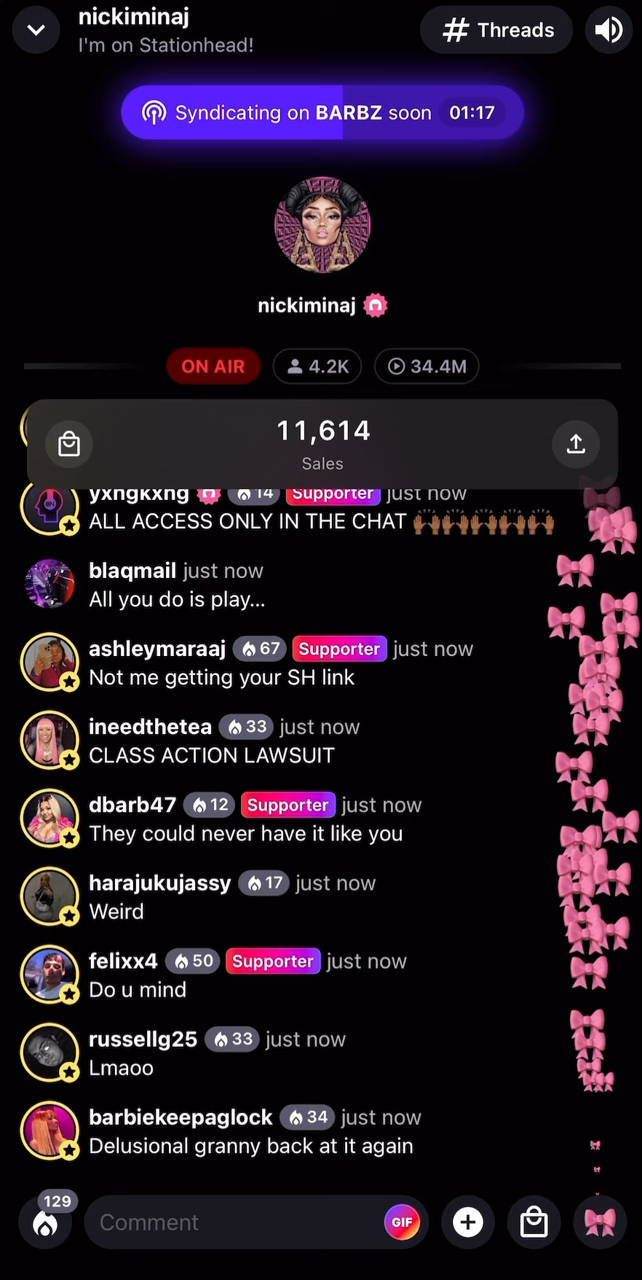 nickiminaj
I'm on Stationhead!
# Threads
Syndicating on BARBZ soon 01:17
nickiminaj
ON AIR 4.2K 34.4M
11,614
Sales
yxngkxng 14 Supporter just now
ALL ACCESS ONLY IN THE CHAT 🙌🏾🙌🏾🙌🏾🙌🏾🙌🏾
blaqmail just now
All you do is play...
ashleymaraaj 67 Supporter just now
Not me getting your SH link
ineedthetea 33 just now
CLASS ACTION LAWSUIT
dbarb47 12 Supporter just now
They could never have it like you
harajukujassy 17 just now
Weird
felixx4 50 Supporter just now
Do u mind
russellg25 33 just now
Lmaoo
barbiekeepaglock 34 just now
Delusional granny back at it again
129
Comment GIF